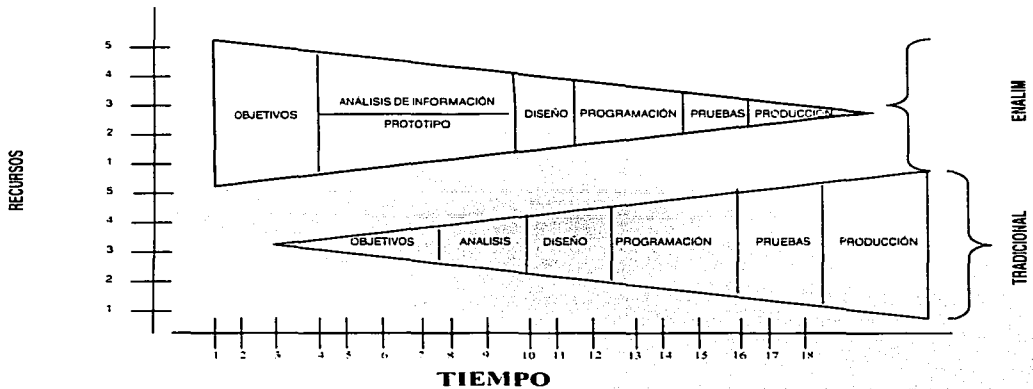 5
4
3
2
1
OBJETIVOS
ANÁLISIS DE INFORMACIÓN
PROTOTIPO
DISEÑO
PROGRAMACIÓN
PRUEBAS
PRODUCCIÓN
ENALIM
RECURSOS
5
4
3
2
1
OBJETIVOS
ANALISIS
DISEÑO
PROGRAMACIÓN
PRUEBAS
PRODUCCIÓN
TRADICIONAL
1 2 3 4 5 6 7 8 9 10 11 12 13 14 15 16 17 18
TIEMPO